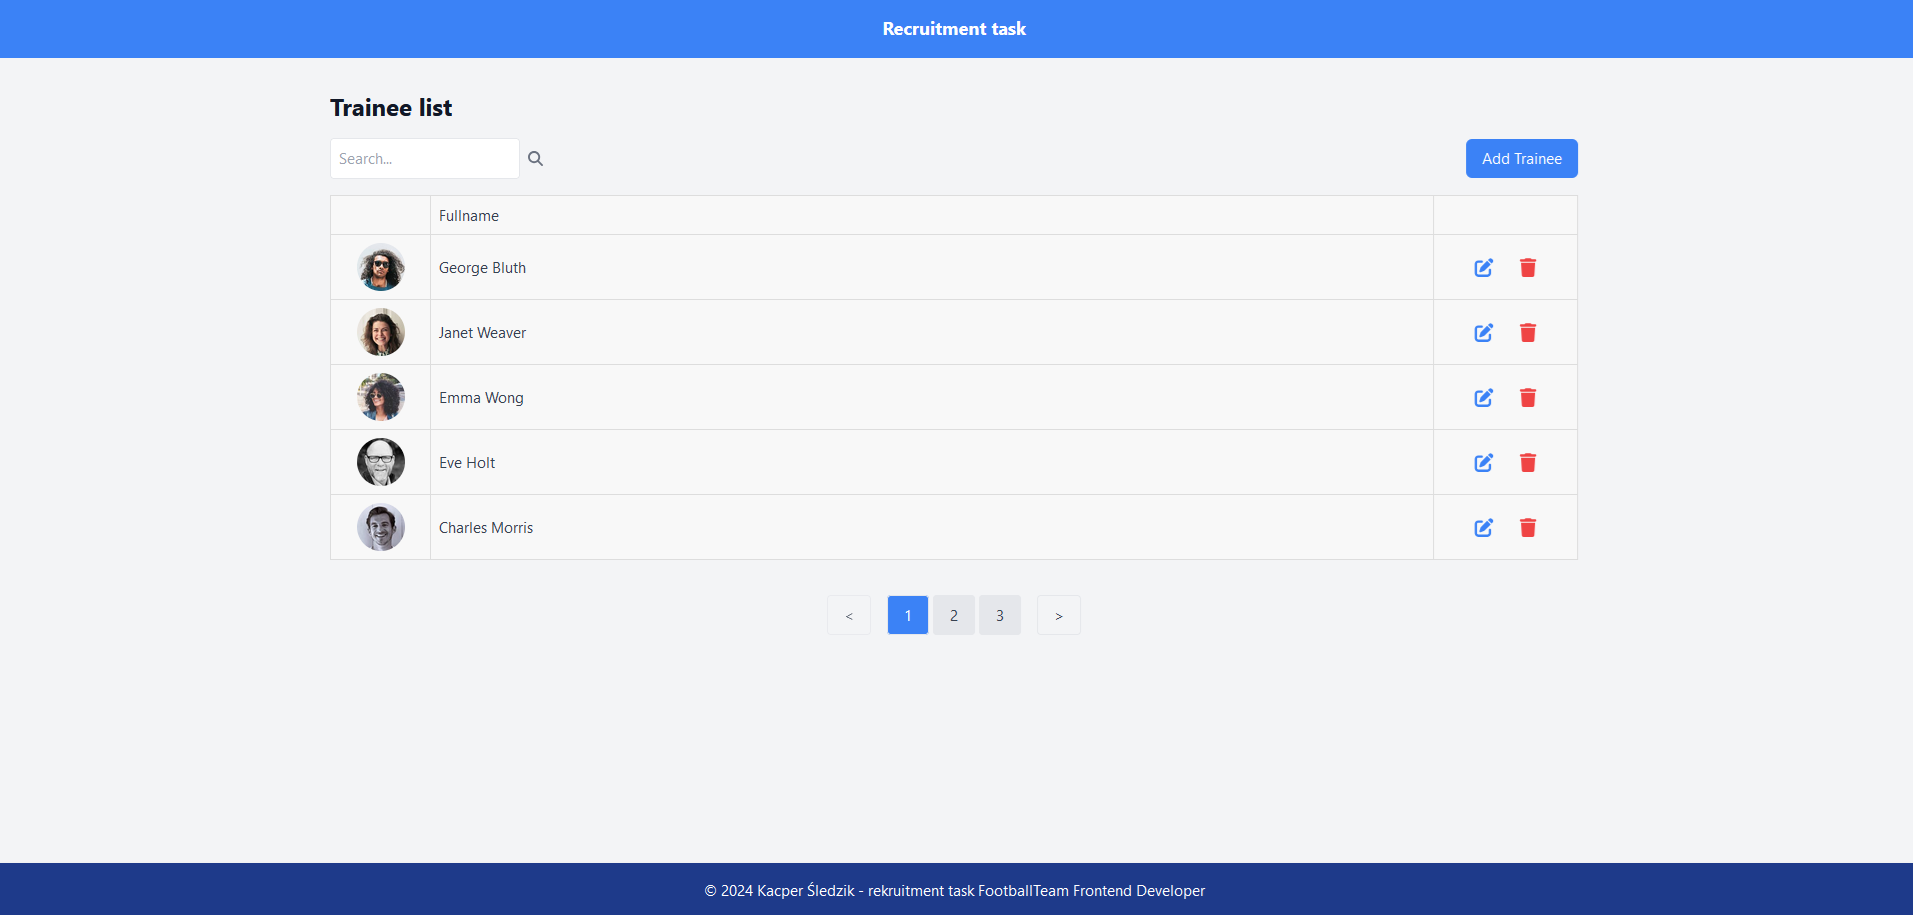 Recruitment task
Trainee list
Search...
Add Trainee
Fullname
George Bluth
Janet Weaver
Emma Wong
Eve Holt
Charles Morris
< 1 2 3 >
© 2024 Kacper Śledzik - rekruitment task FootballTeam Frontend Developer